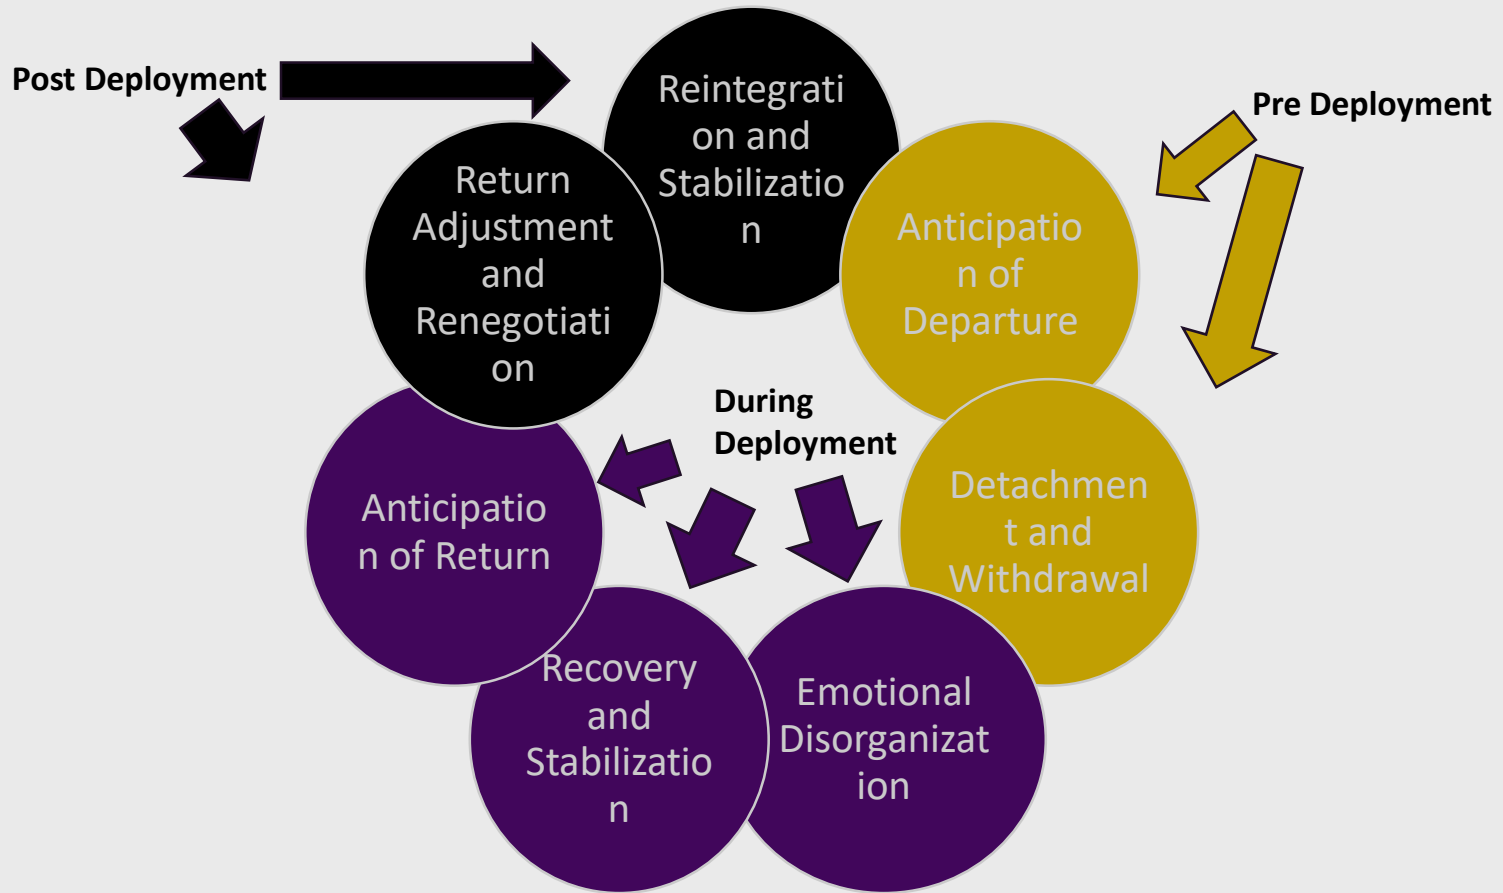 Post Deployment
Reintegrati
on and
Stabilizatio
n
Pre Deployment
Return
Adjustment
and
Renegotiati
on
Anticipatio
n of
Departure
During
Deployment
Anticipatio
n of Return
Detachmen
t and
Withdrawal
Recovery
and
Stabilizatio
n
Emotional
Disorganizat
ion